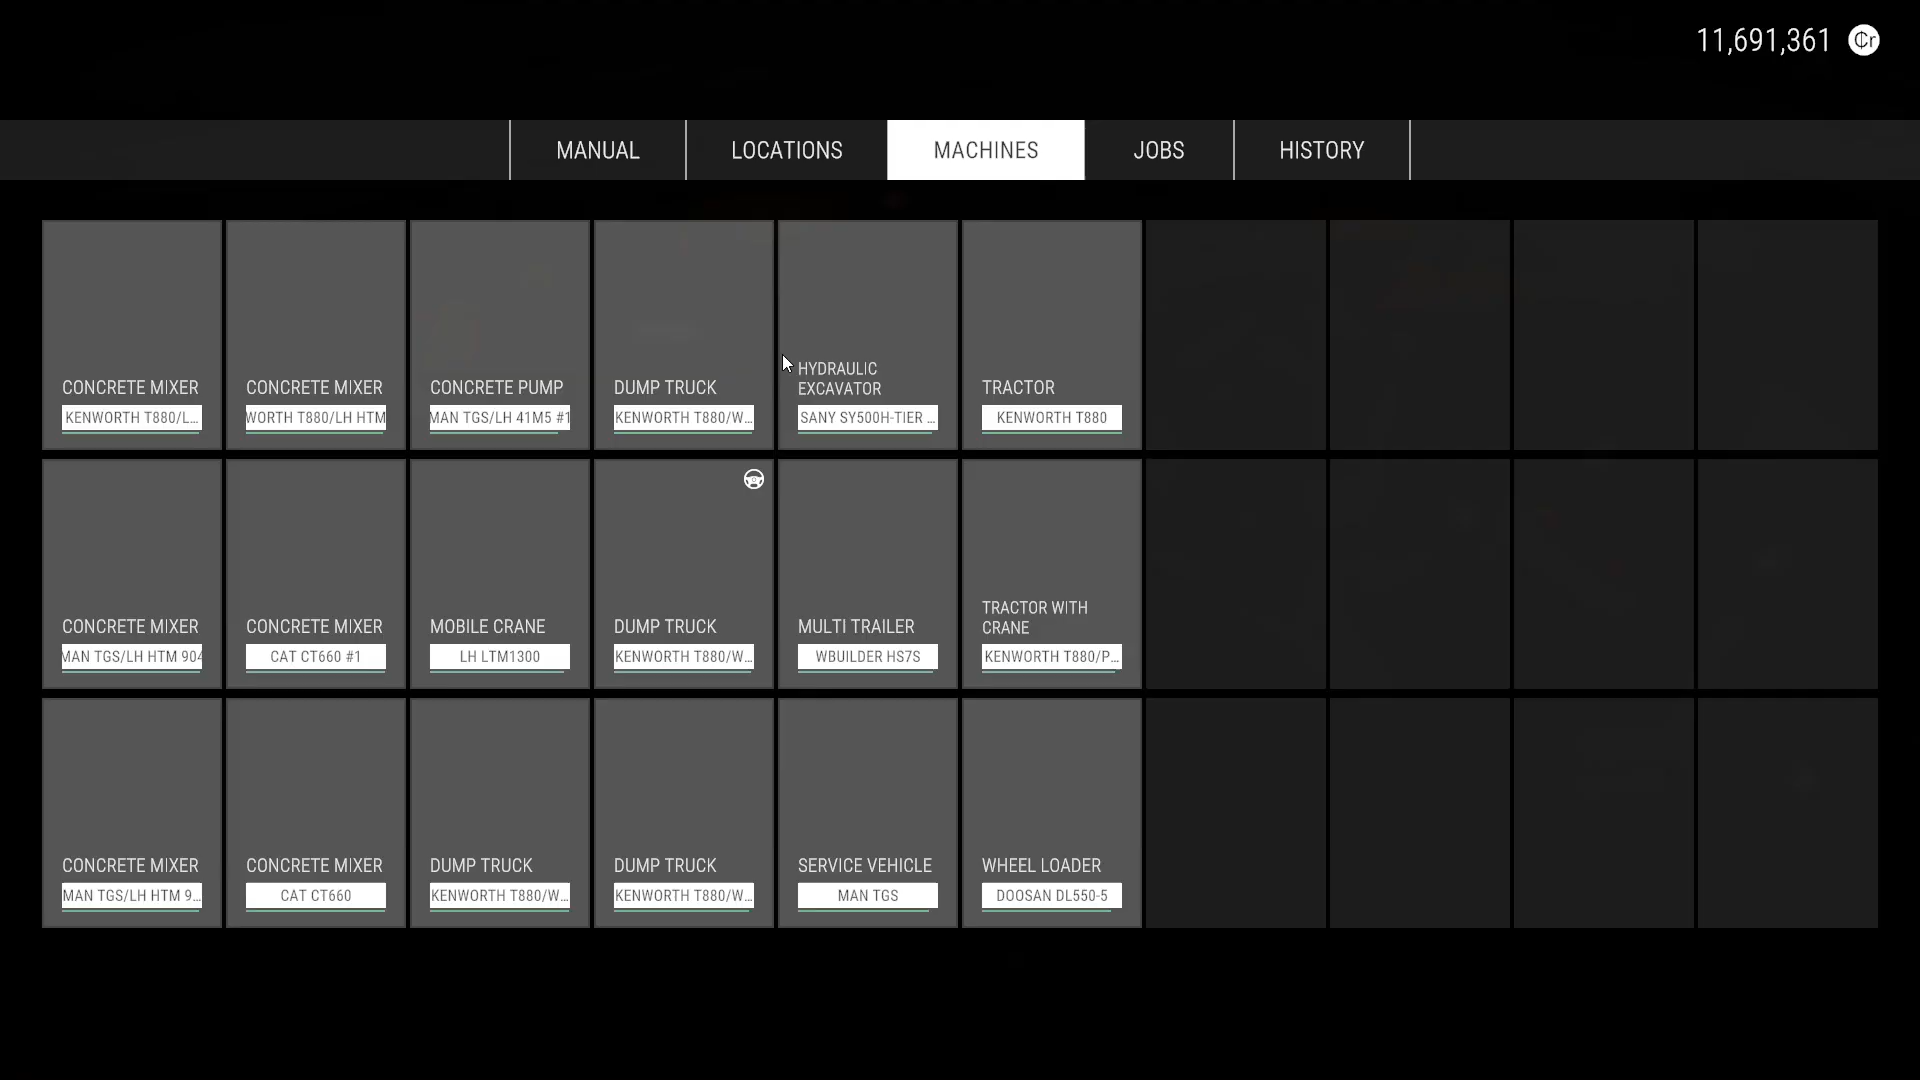 11,691,361 ₵r
MANUAL
LOCATIONS
MACHINES
JOBS
HISTORY
CONCRETE MIXER
KENWORTH T880/L...
CONCRETE MIXER
WORTH T880/LH HTM
CONCRETE PUMP
MAN TGS/LH 41M5 #1
DUMP TRUCK
KENWORTH T880/W...
HYDRAULIC
EXCAVATOR
SANY SY500H-TIER ...
TRACTOR
KENWORTH T880
CONCRETE MIXER
MAN TGS/LH HTM 904
CONCRETE MIXER
CAT CT660 #1
MOBILE CRANE
LH LTM1300
DUMP TRUCK
KENWORTH T880/W...
MULTI TRAILER
WBUILDER HS7S
TRACTOR WITH
CRANE
KENWORTH T880/P...
CONCRETE MIXER
MAN TGS/LH HTM 9...
CONCRETE MIXER
CAT CT660
DUMP TRUCK
KENWORTH T880/W...
DUMP TRUCK
KENWORTH T880/W...
SERVICE VEHICLE
MAN TGS
WHEEL LOADER
DOOSAN DL550-5